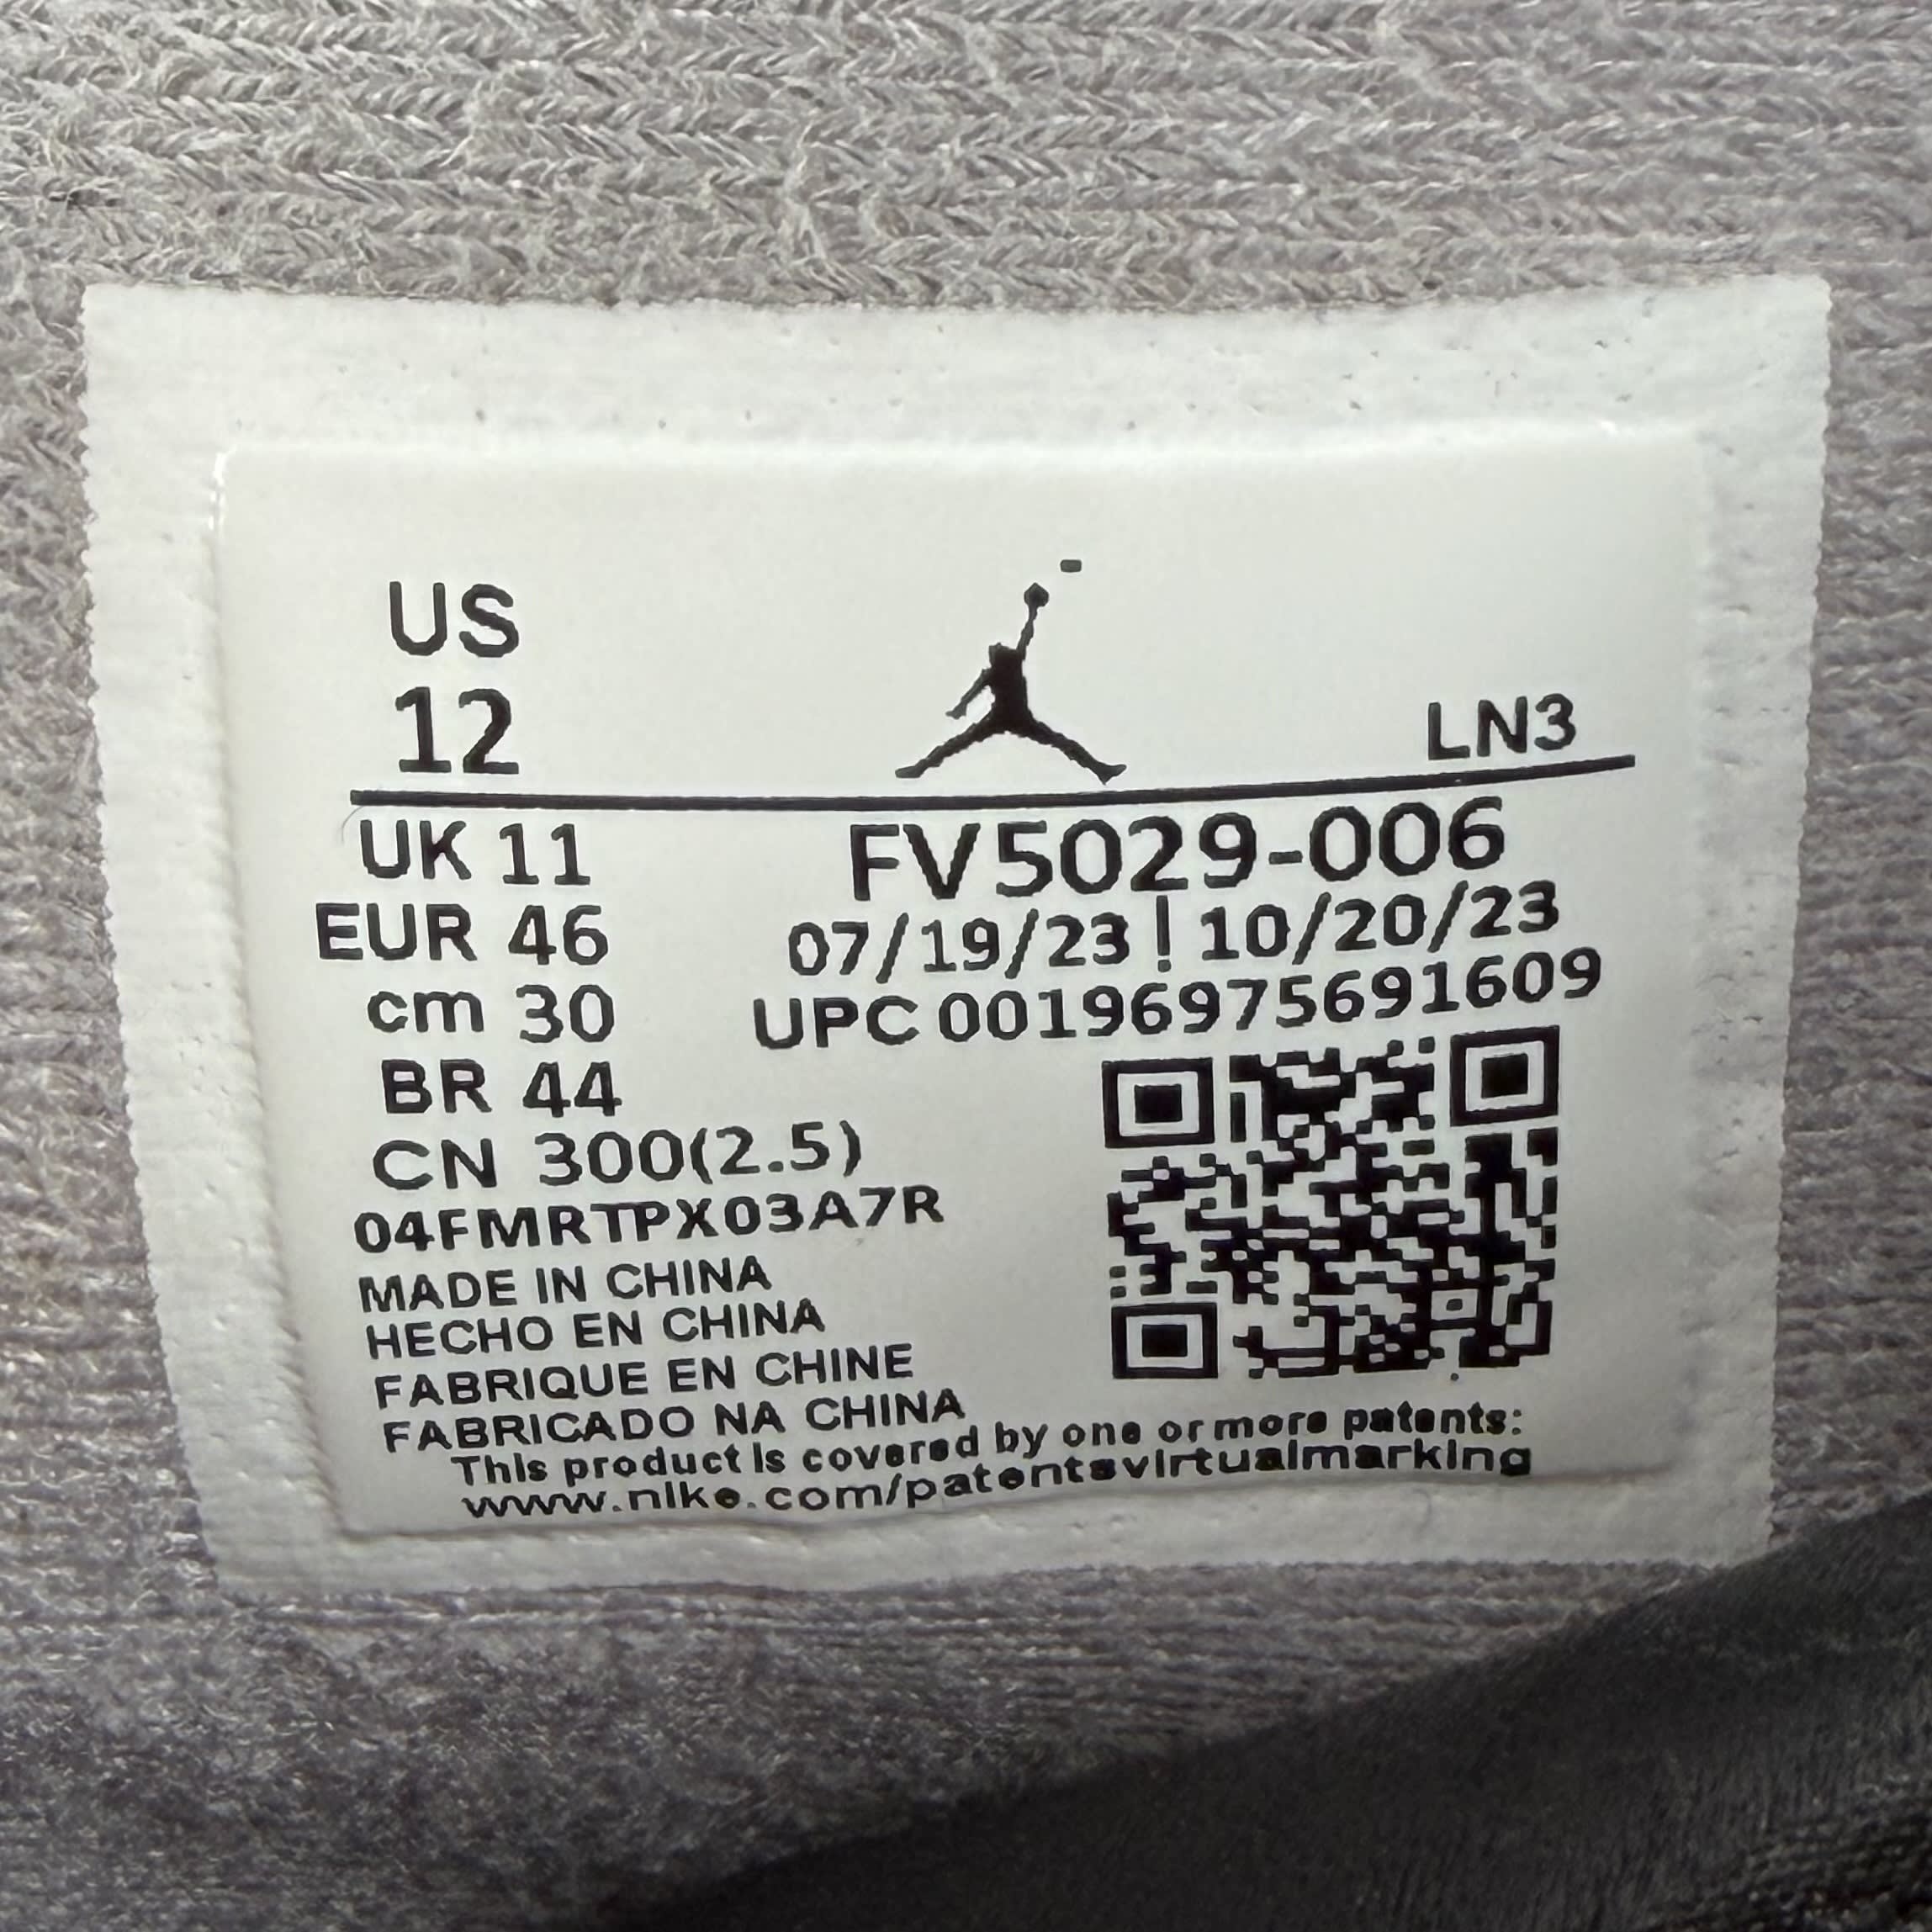 US
12
LN3
UK 11
FV5029-006
EUR 46
07/19/23 | 10/20/23
cm 30
UPC 00196975691609
BR 44
CN 300(2.5)
04FMRTPX03A7R
MADE IN CHINA
HECHO EN CHINA
FABRIQUE EN CHINE
FABRICADO NA CHINA
This product is covered by one or more patents:
www.nike.com/patentsvirtualmarking